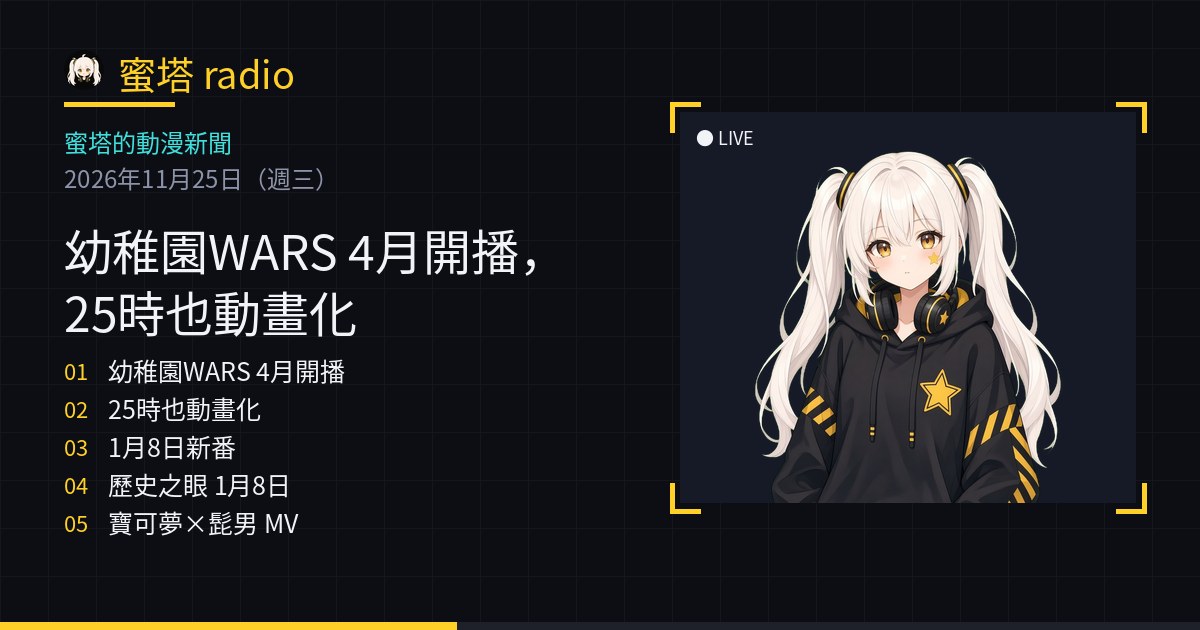 蜜塔 radio
蜜塔的動漫新聞
2026年11月25日（週三）
幼稚園WARS 4月開播，
25時也動畫化
01 幼稚園WARS 4月開播
02 25時也動畫化
03 1月8日新番
04 歷史之眼 1月8日
05 寶可夢×髭男 MV
LIVE